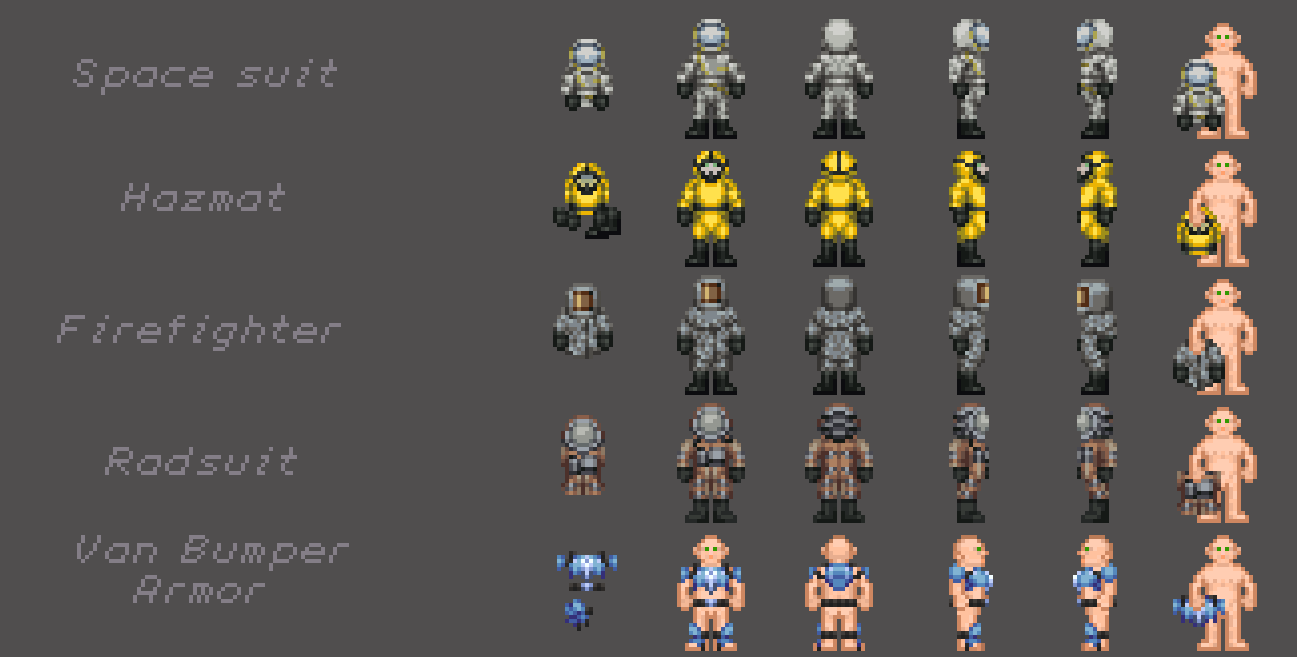 Space suit
Hazmat
Firefighter
Radsuit
Van Bumper
Armor